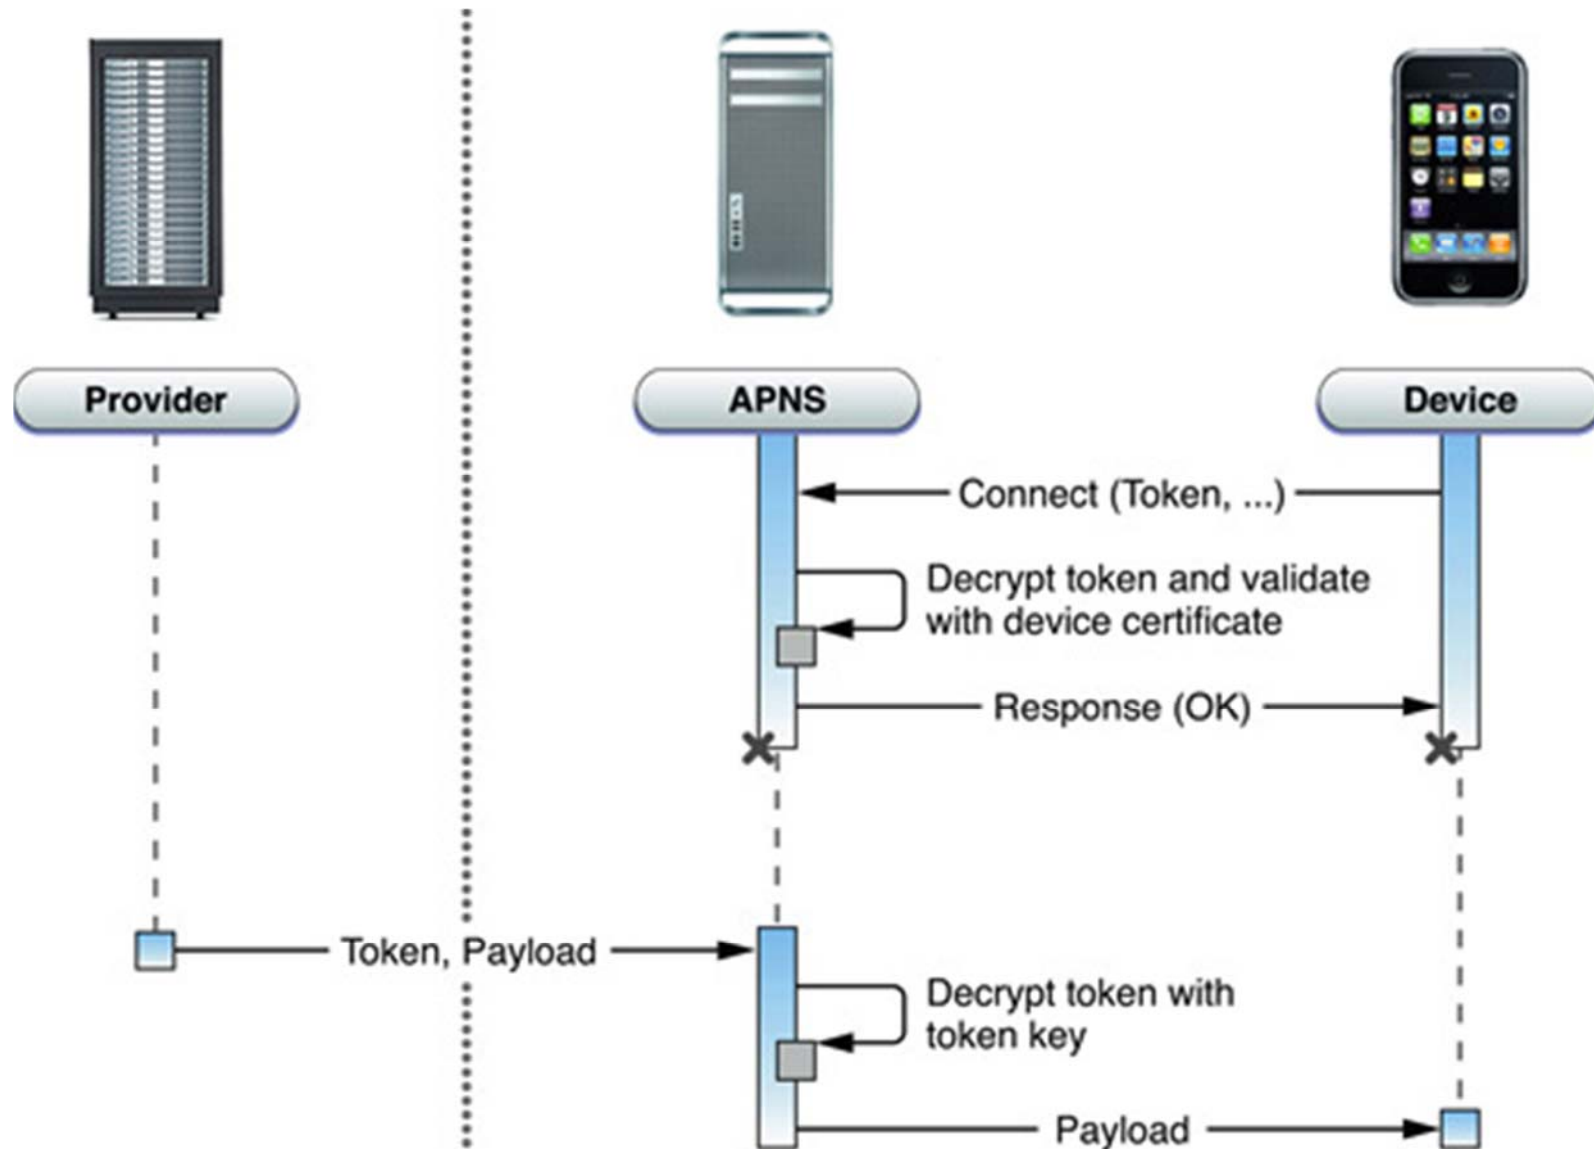 Provider
APNS
Device
Connect (Token, ...)
Decrypt token and validate
with device certificate
Response (OK)
Token, Payload
Decrypt token with
token key
Payload